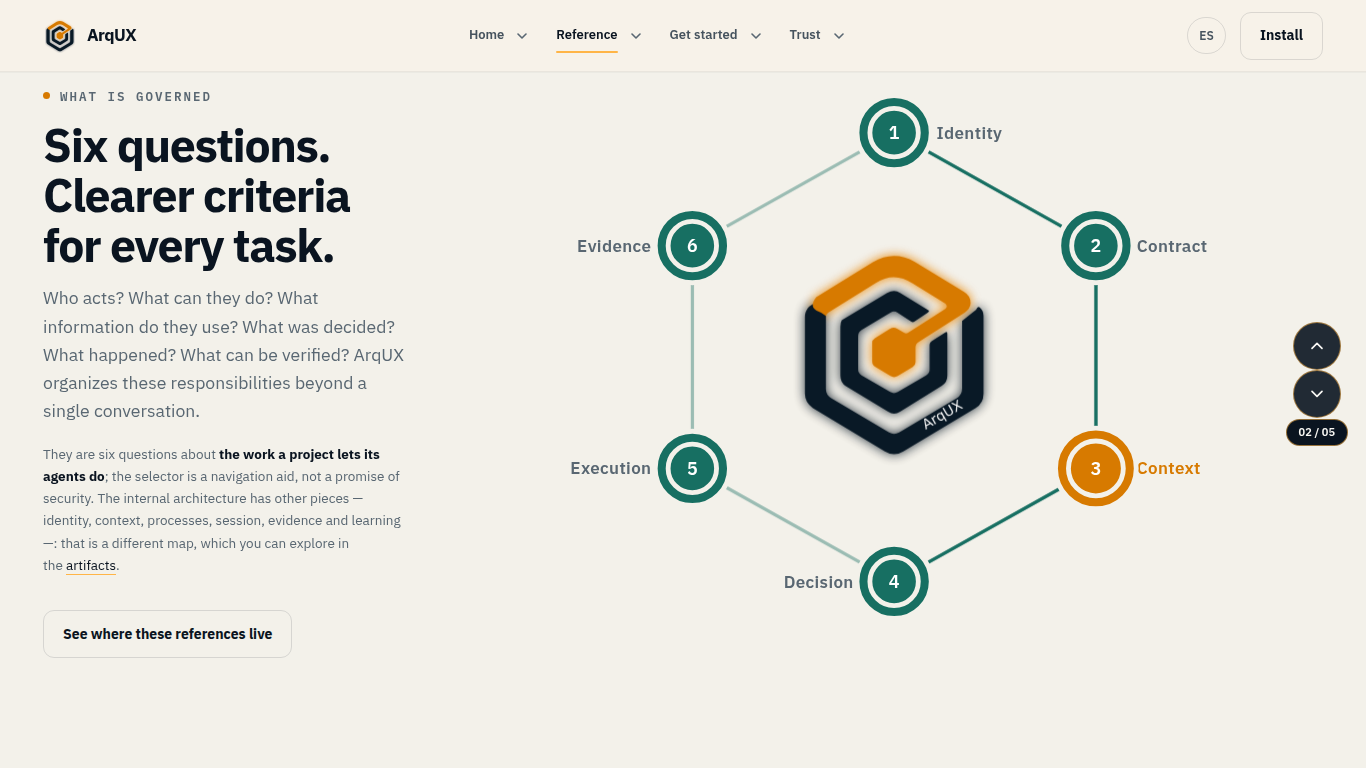 ArqUX
Home
Reference
Get started
Trust
ES
Install
WHAT IS GOVERNED
Six questions.
Clearer criteria
for every task.
Who acts? What can they do? What
information do they use? What was decided?
What happened? What can be verified? ArqUX
organizes these responsibilities beyond a
single conversation.
They are six questions about the work a project lets its
agents do; the selector is a navigation aid, not a promise of
security. The internal architecture has other pieces —
identity, context, processes, session, evidence and learning
—: that is a different map, which you can explore in
the artifacts.
See where these references live
1
Identity
Evidence
6
2
Contract
ArqUX
Execution
5
3
Context
Decision
4
02 / 05